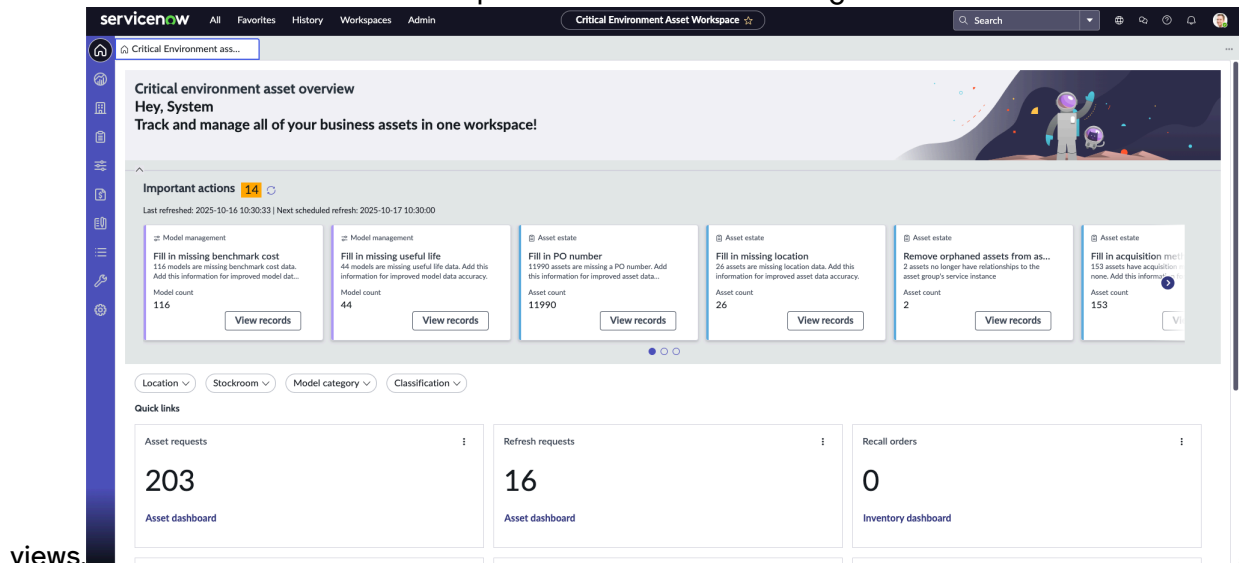 servicenow All Favorites History Workspaces Admin Critical Environment Asset Workspace ☆ Search
Critical Environment ass...
Critical environment asset overview
Hey, System
Track and manage all of your business assets in one workspace!
Important actions 14
Last refreshed: 2025-10-16 10:30:33 | Next scheduled refresh: 2025-10-17 10:30:00
Model management
Fill in missing benchmark cost
116 models are missing benchmark cost data.
Add this information for improved model dat...
Model count
116
View records
Model management
Fill in missing useful life
44 models are missing useful life data. Add this
information for improved model data accuracy.
Model count
44
View records
Asset estate
Fill in PO number
11990 assets are missing a PO number. Add
this information for improved asset data...
Asset count
11990
View records
Asset estate
Fill in missing location
26 assets are missing location data. Add this
information for improved asset data accuracy.
Asset count
26
View records
Asset estate
Remove orphaned assets from as...
2 assets no longer have relationships to the
asset group's service instance
Asset count
2
View records
Asset estate
Fill in acquisition met
153 assets have acquisition
none. Add this
Asset count
153
Location Stockroom Model category Classification
Quick links
Asset requests
203
Asset dashboard
Refresh requests
16
Asset dashboard
Recall orders
0
Inventory dashboard
views.